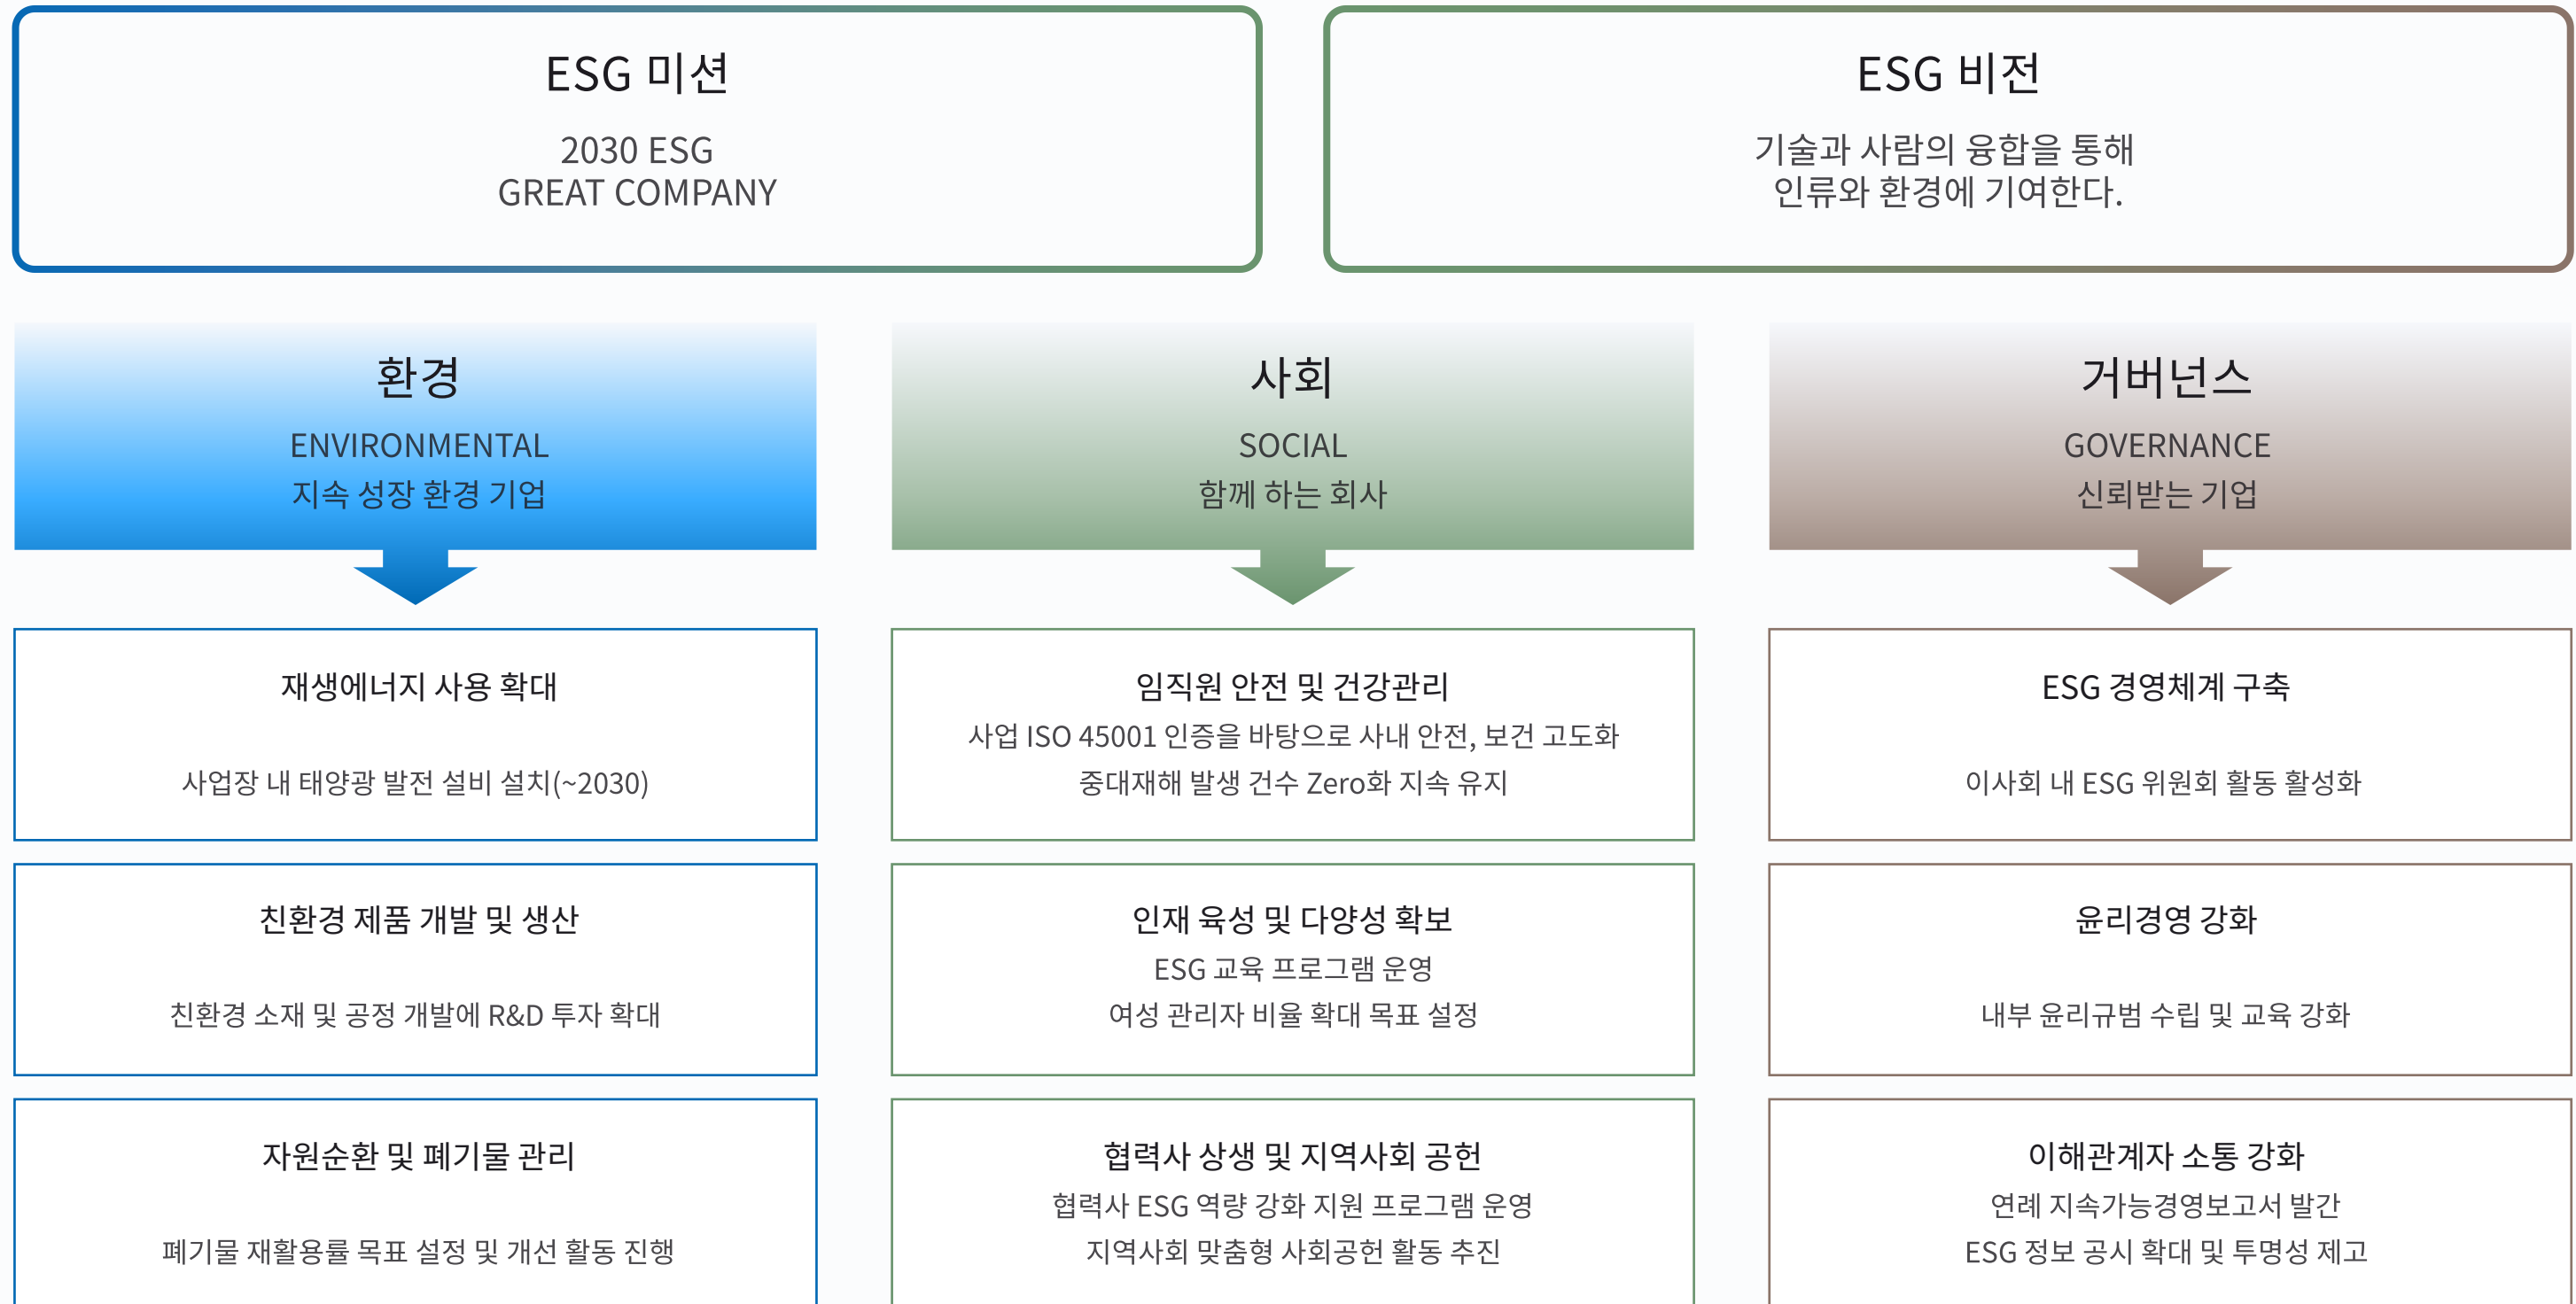 ESG 미션
2030 ESG
GREAT COMPANY
ESG 비전
기술과 사람의 융합을 통해
인류와 환경에 기여한다.
환경
ENVIRONMENTAL
지속 성장 환경 기업
재생에너지 사용 확대
사업장 내 태양광 발전 설비 설치(~2030)
친환경 제품 개발 및 생산
친환경 소재 및 공정 개발에 R&D 투자 확대
자원순환 및 폐기물 관리
폐기물 재활용률 목표 설정 및 개선 활동 진행
사회
SOCIAL
함께 하는 회사
임직원 안전 및 건강관리
사업 ISO 45001 인증을 바탕으로 사내 안전, 보건 고도화
중대재해 발생 건수 Zero화 지속 유지
인재 육성 및 다양성 확보
ESG 교육 프로그램 운영
여성 관리자 비율 확대 목표 설정
협력사 상생 및 지역사회 공헌
협력사 ESG 역량 강화 지원 프로그램 운영
지역사회 맞춤형 사회공헌 활동 추진
거버넌스
GOVERNANCE
신뢰받는 기업
ESG 경영체계 구축
이사회 내 ESG 위원회 활동 활성화
윤리경영 강화
내부 윤리규범 수립 및 교육 강화
이해관계자 소통 강화
연례 지속가능경영보고서 발간
ESG 정보 공시 확대 및 투명성 제고